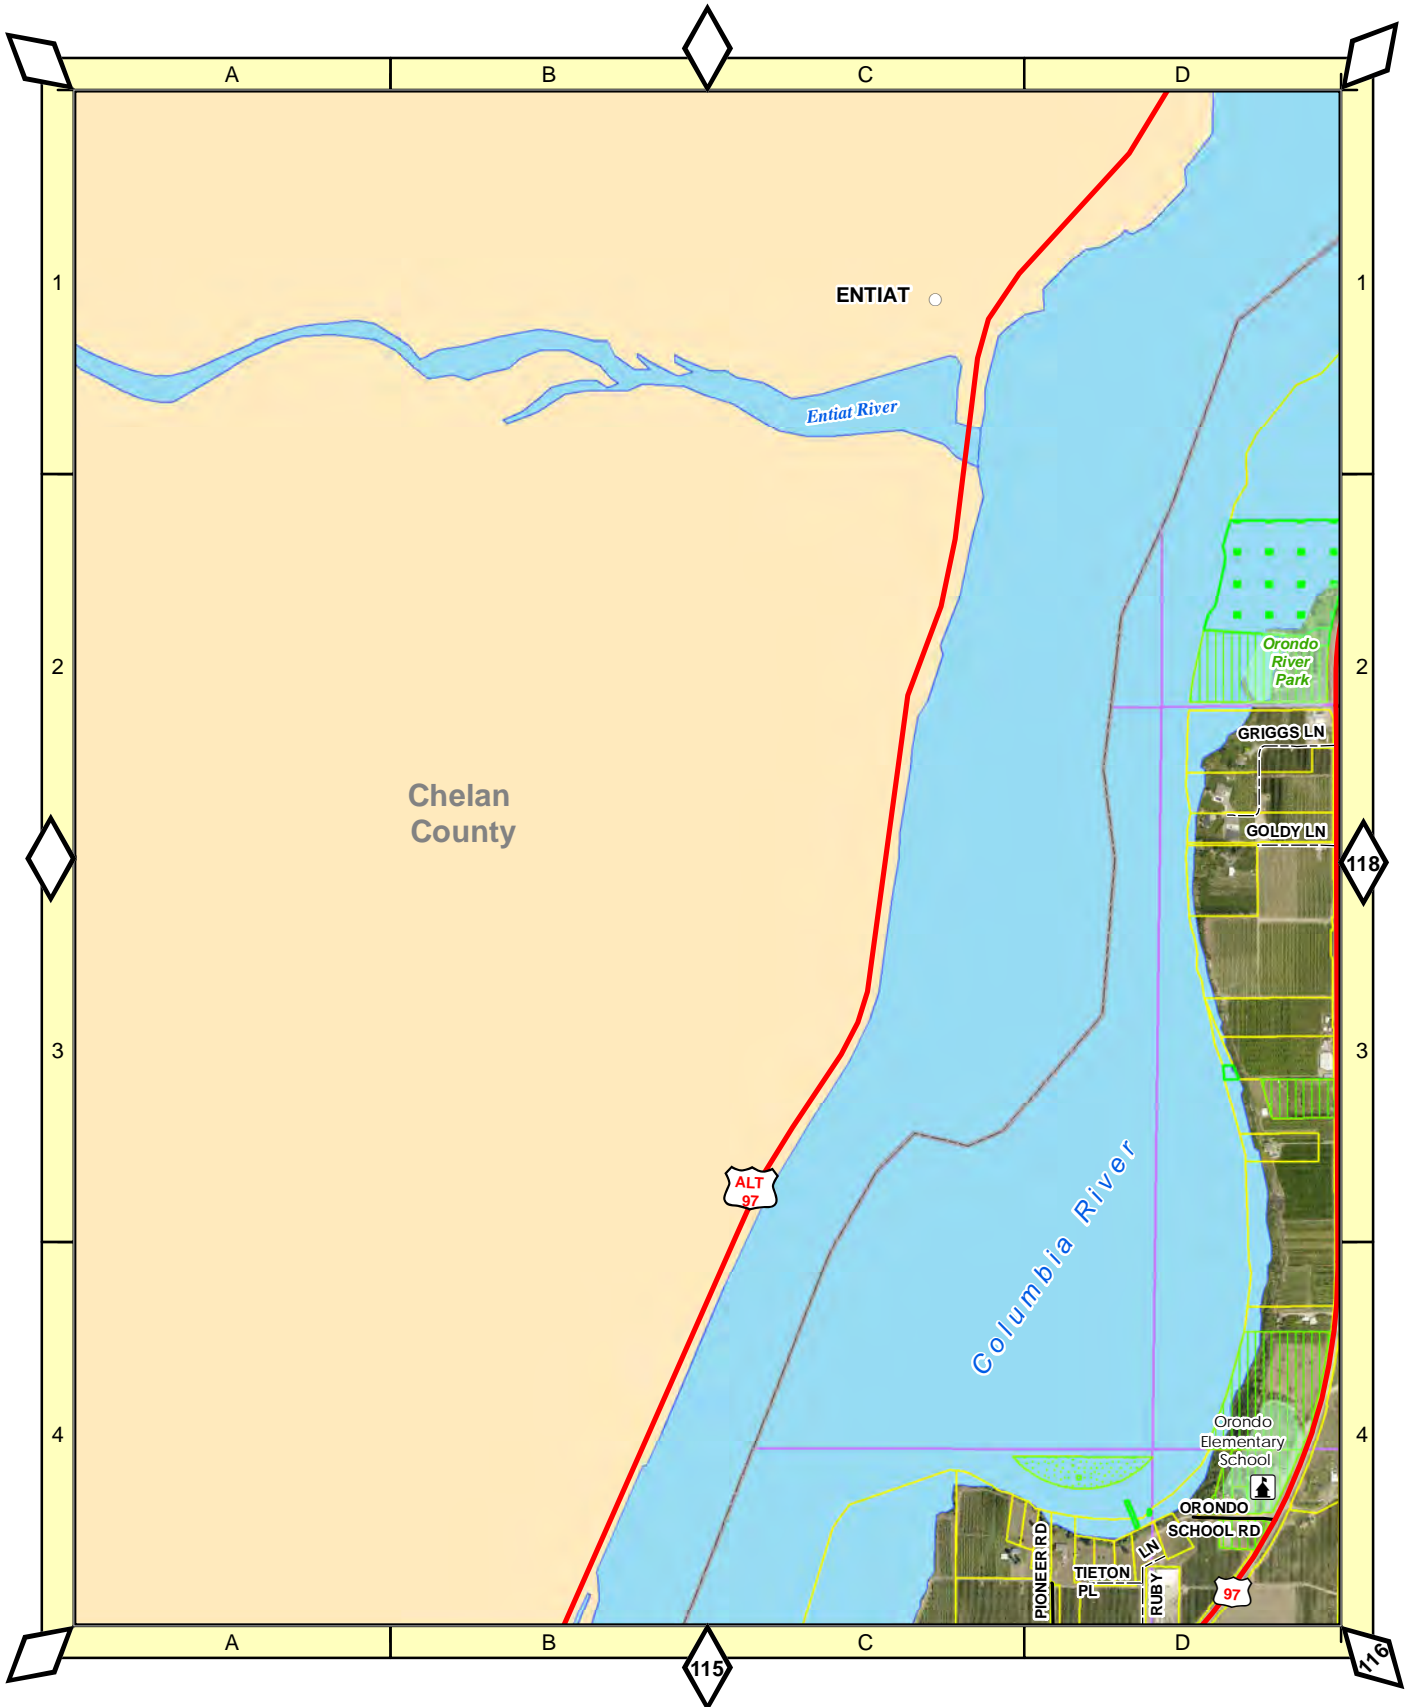 A
B
C
D
1
1
ENTIAT
Entiat River
2
2
Orondo
River
Park
GRIGGS LN
Chelan
County
GOLDY LN
118
3
3
ALT
97
Columbia River
4
4
Orondo
Elementary
School
ORONDO
SCHOOL RD
PIONEER RD
TIETON
PL
LN
RUBY
97
A
B
C
D
115
116